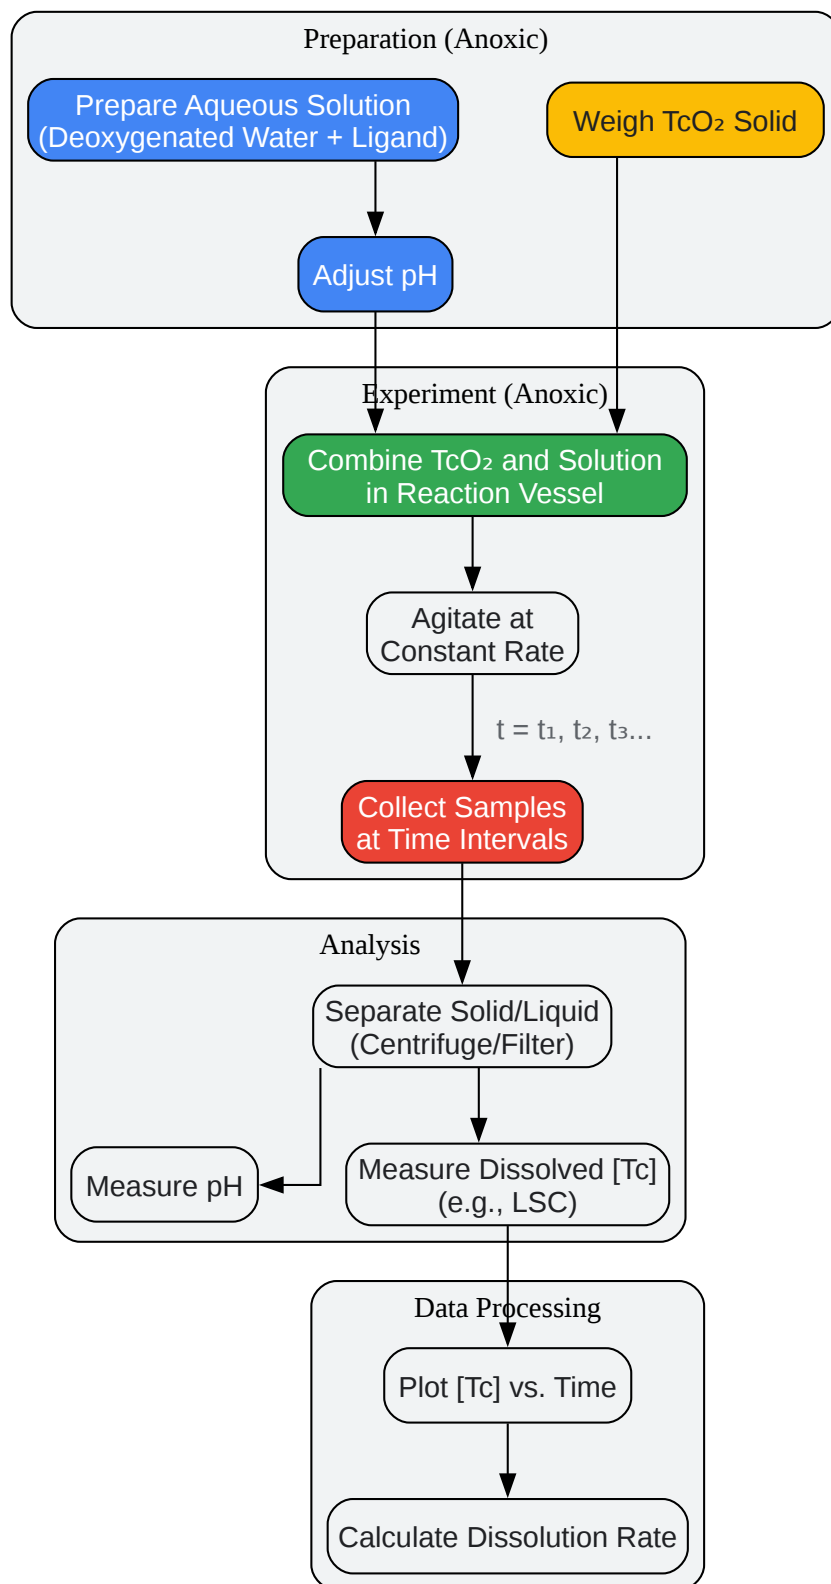 Preparation (Anoxic)
Prepare Aqueous Solution
(Deoxygenated Water + Ligand)
Weigh TcO₂ Solid
Adjust pH
Experiment (Anoxic)
Combine TcO₂ and Solution
in Reaction Vessel
Agitate at
Constant Rate
t = t₁, t₂, t₃...
Collect Samples
at Time Intervals
Analysis
Separate Solid/Liquid
(Centrifuge/Filter)
Measure pH
Measure Dissolved [Tc]
(e.g., LSC)
Data Processing
Plot [Tc] vs. Time
Calculate Dissolution Rate